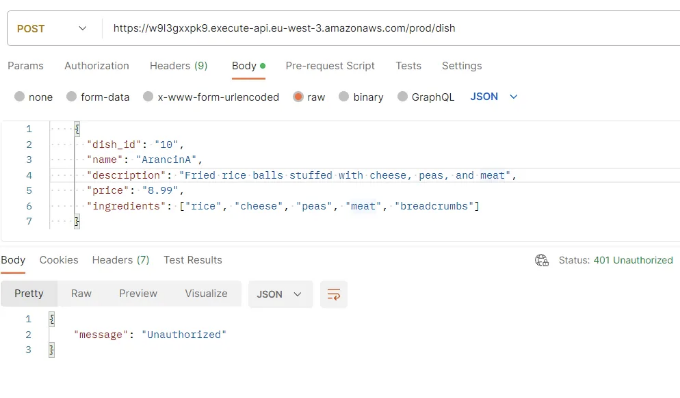 POST https://w9l3gxxpk9.execute-api.eu-west-3.amazonaws.com/prod/dish
Params Authorization Headers (9) Body Pre-request Script Tests Settings
none form-data x-www-form-urlencoded raw binary GraphQL JSON
1 {
2 "dish_id": "10",
3 "name": "ArancinA",
4 "description": "Fried rice balls stuffed with cheese, peas, and meat",
5 "price": "8.99",
6 "ingredients": ["rice", "cheese", "peas", "meat", "breadcrumbs"]
7 }
Body Cookies Headers (7) Test Results Status: 401 Unauthorized
Pretty Raw Preview Visualize JSON
1 {
2 "message": "Unauthorized"
3 }